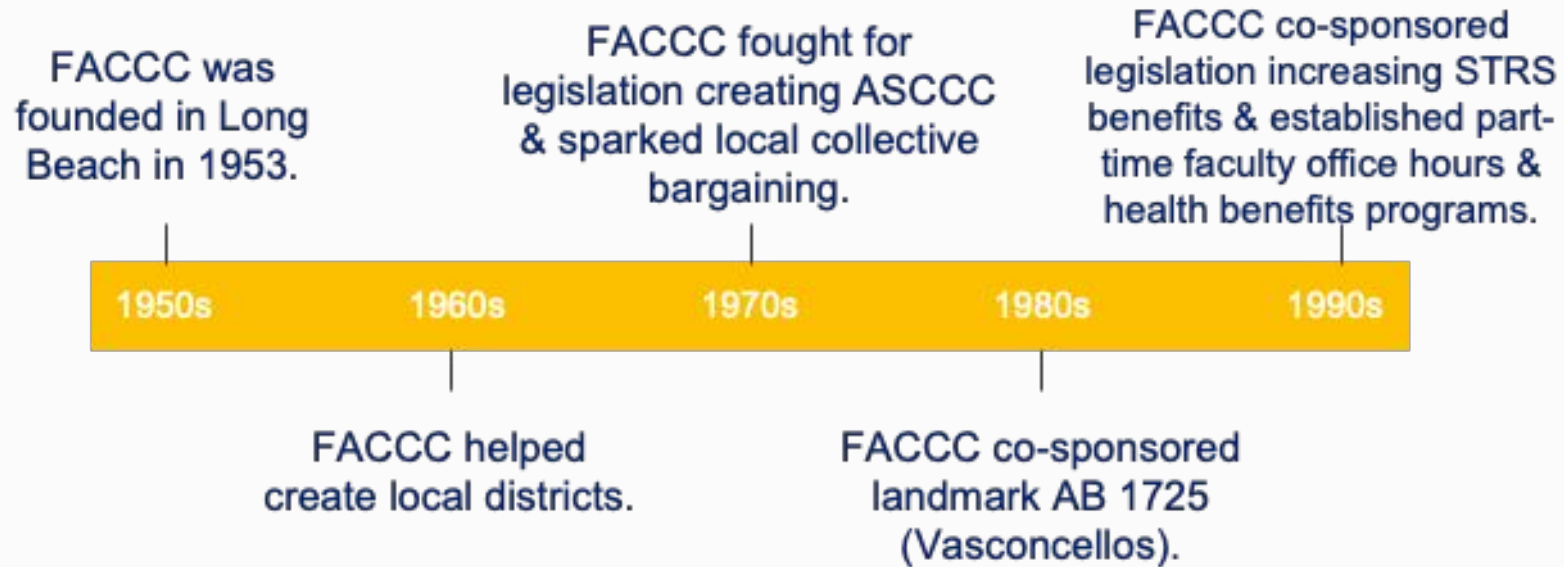 FACCC was
founded in Long
Beach in 1953.
FACCC fought for
legislation creating ASCCC
& sparked local collective
bargaining.
FACCC co-sponsored
legislation increasing STRS
benefits & established part-
time faculty office hours &
health benefits programs.
1950s 1960s 1970s 1980s 1990s
FACCC helped
create local districts.
FACCC co-sponsored
landmark AB 1725
(Vasconcellos).